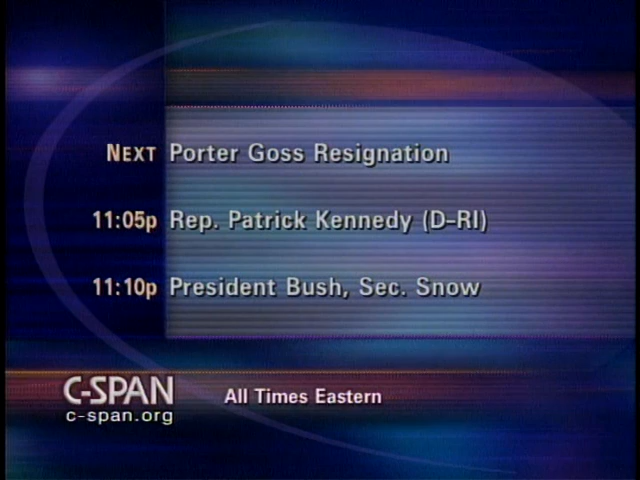 NEXT Porter Goss Resignation
11:05p Rep. Patrick Kennedy (D-RI)
11:10p President Bush, Sec. Snow
C-SPAN All Times Eastern
c-span.org